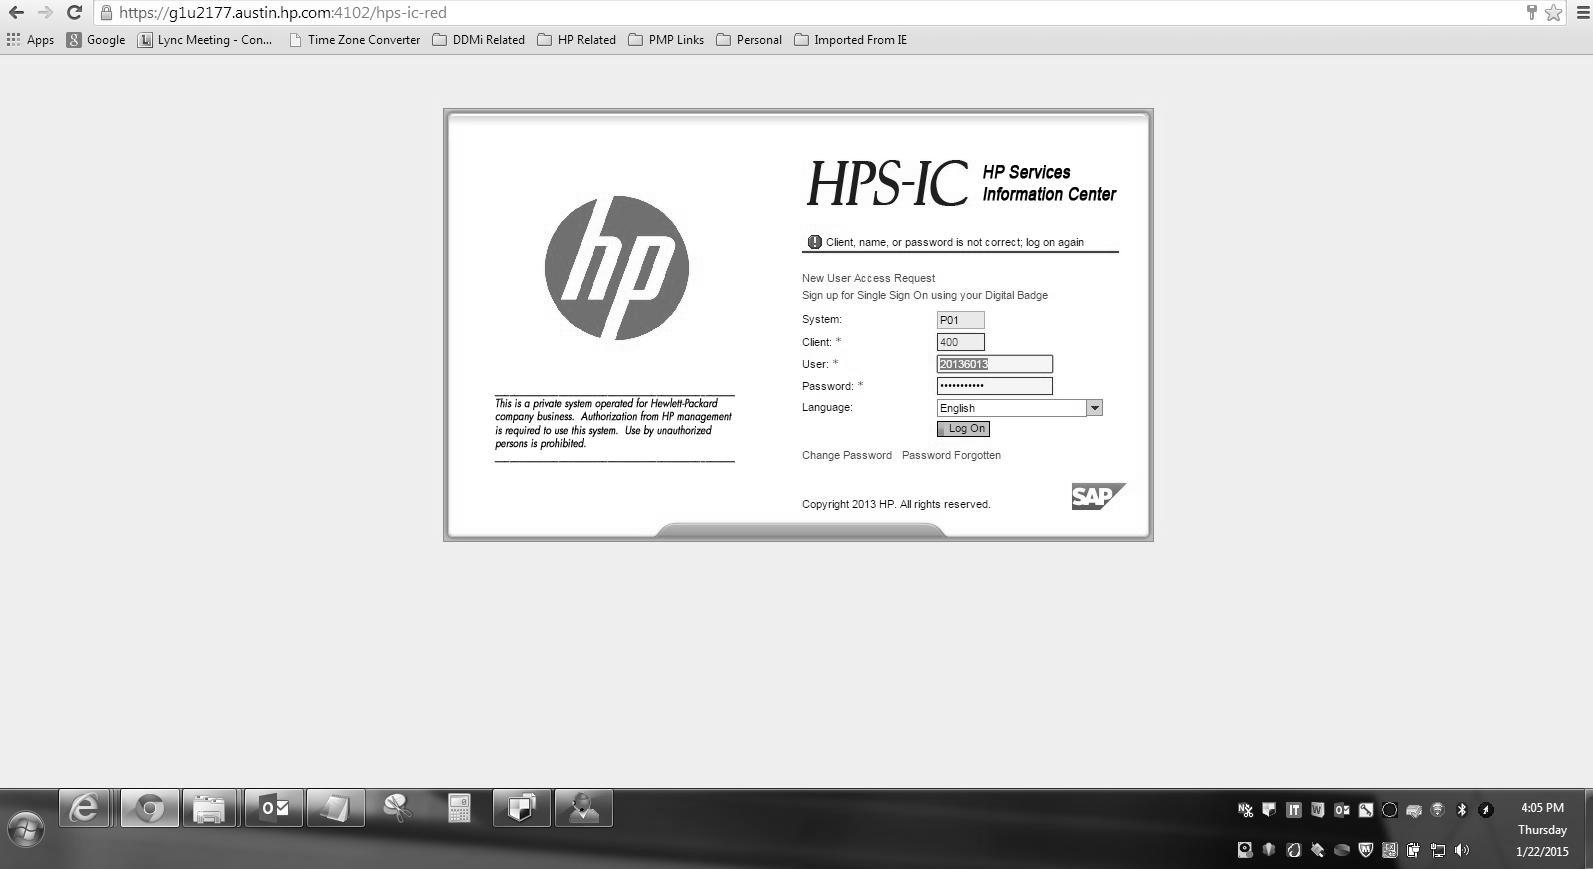 https://g1u2177.austin.hp.com:4102/hps-ic-red
Apps Google Lync Meeting - Con... Time Zone Converter DDMi Related HP Related PMP Links Personal Imported From IE
HPS-IC HP Services
Information Center
hp
Client, name, or password is not correct; log on again
New User Access Request
Sign up for Single Sign On using your Digital Badge
System: P01
Client: * 400
User: * 20136013
Password: * •••••••••••
Language: English
Log On
Change Password Password Forgotten
This is a private system operated for Hewlett-Packard
company business. Authorization from HP management
is required to use this system. Use by unauthorized
persons is prohibited.
SAP
Copyright 2013 HP. All rights reserved.
4:05 PM
Thursday
1/22/2015